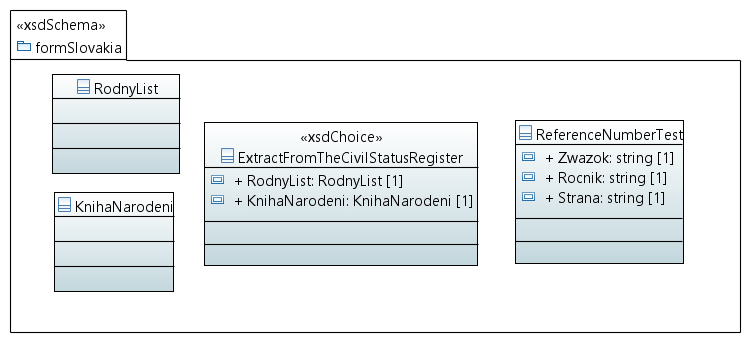 «xsdSchema»
formSlovakia
RodnyList
KnihaNarodeni
«xsdChoice»
ExtractFromTheCivilStatusRegister
+ RodnyList: RodnyList [1]
+ KnihaNarodeni: KnihaNarodeni [1]
ReferenceNumberTest
+ Zwazok: string [1]
+ Rocnik: string [1]
+ Strana: string [1]